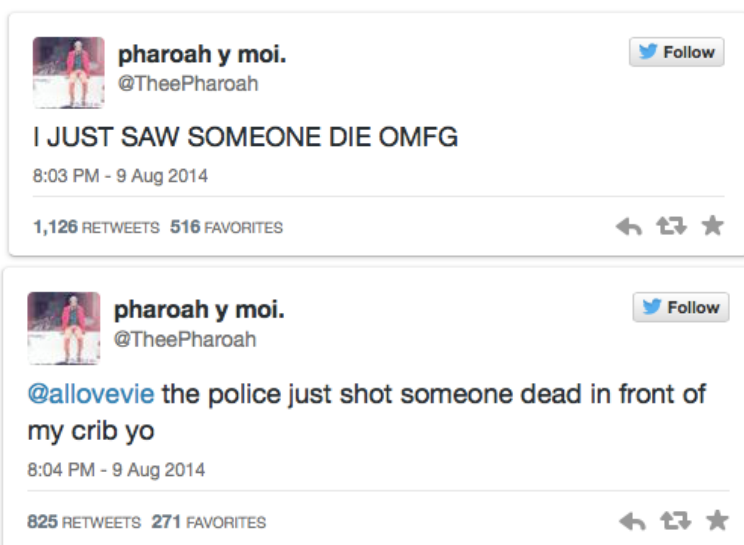 pharoah y moi.
Follow
@TheePharoah
I JUST SAW SOMEONE DIE OMFG
8:03 PM - 9 Aug 2014
1,126 RETWEETS 516 FAVORITES
pharoah y moi.
Follow
@TheePharoah
@allovevie the police just shot someone dead in front of
my crib yo
8:04 PM - 9 Aug 2014
825 RETWEETS 271 FAVORITES